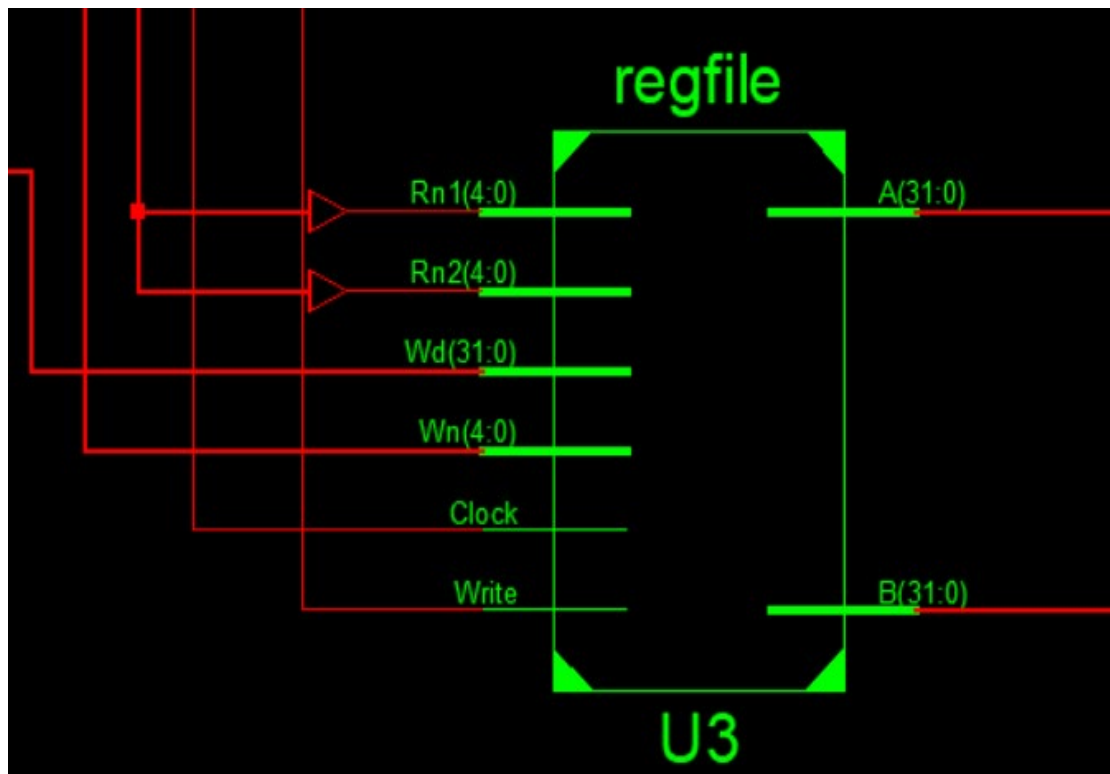 regfile
Rn1(4:0)
A(31:0)
Rn2(4:0)
Wd(31:0)
Wn(4:0)
Clock
Write
B(31:0)
U3